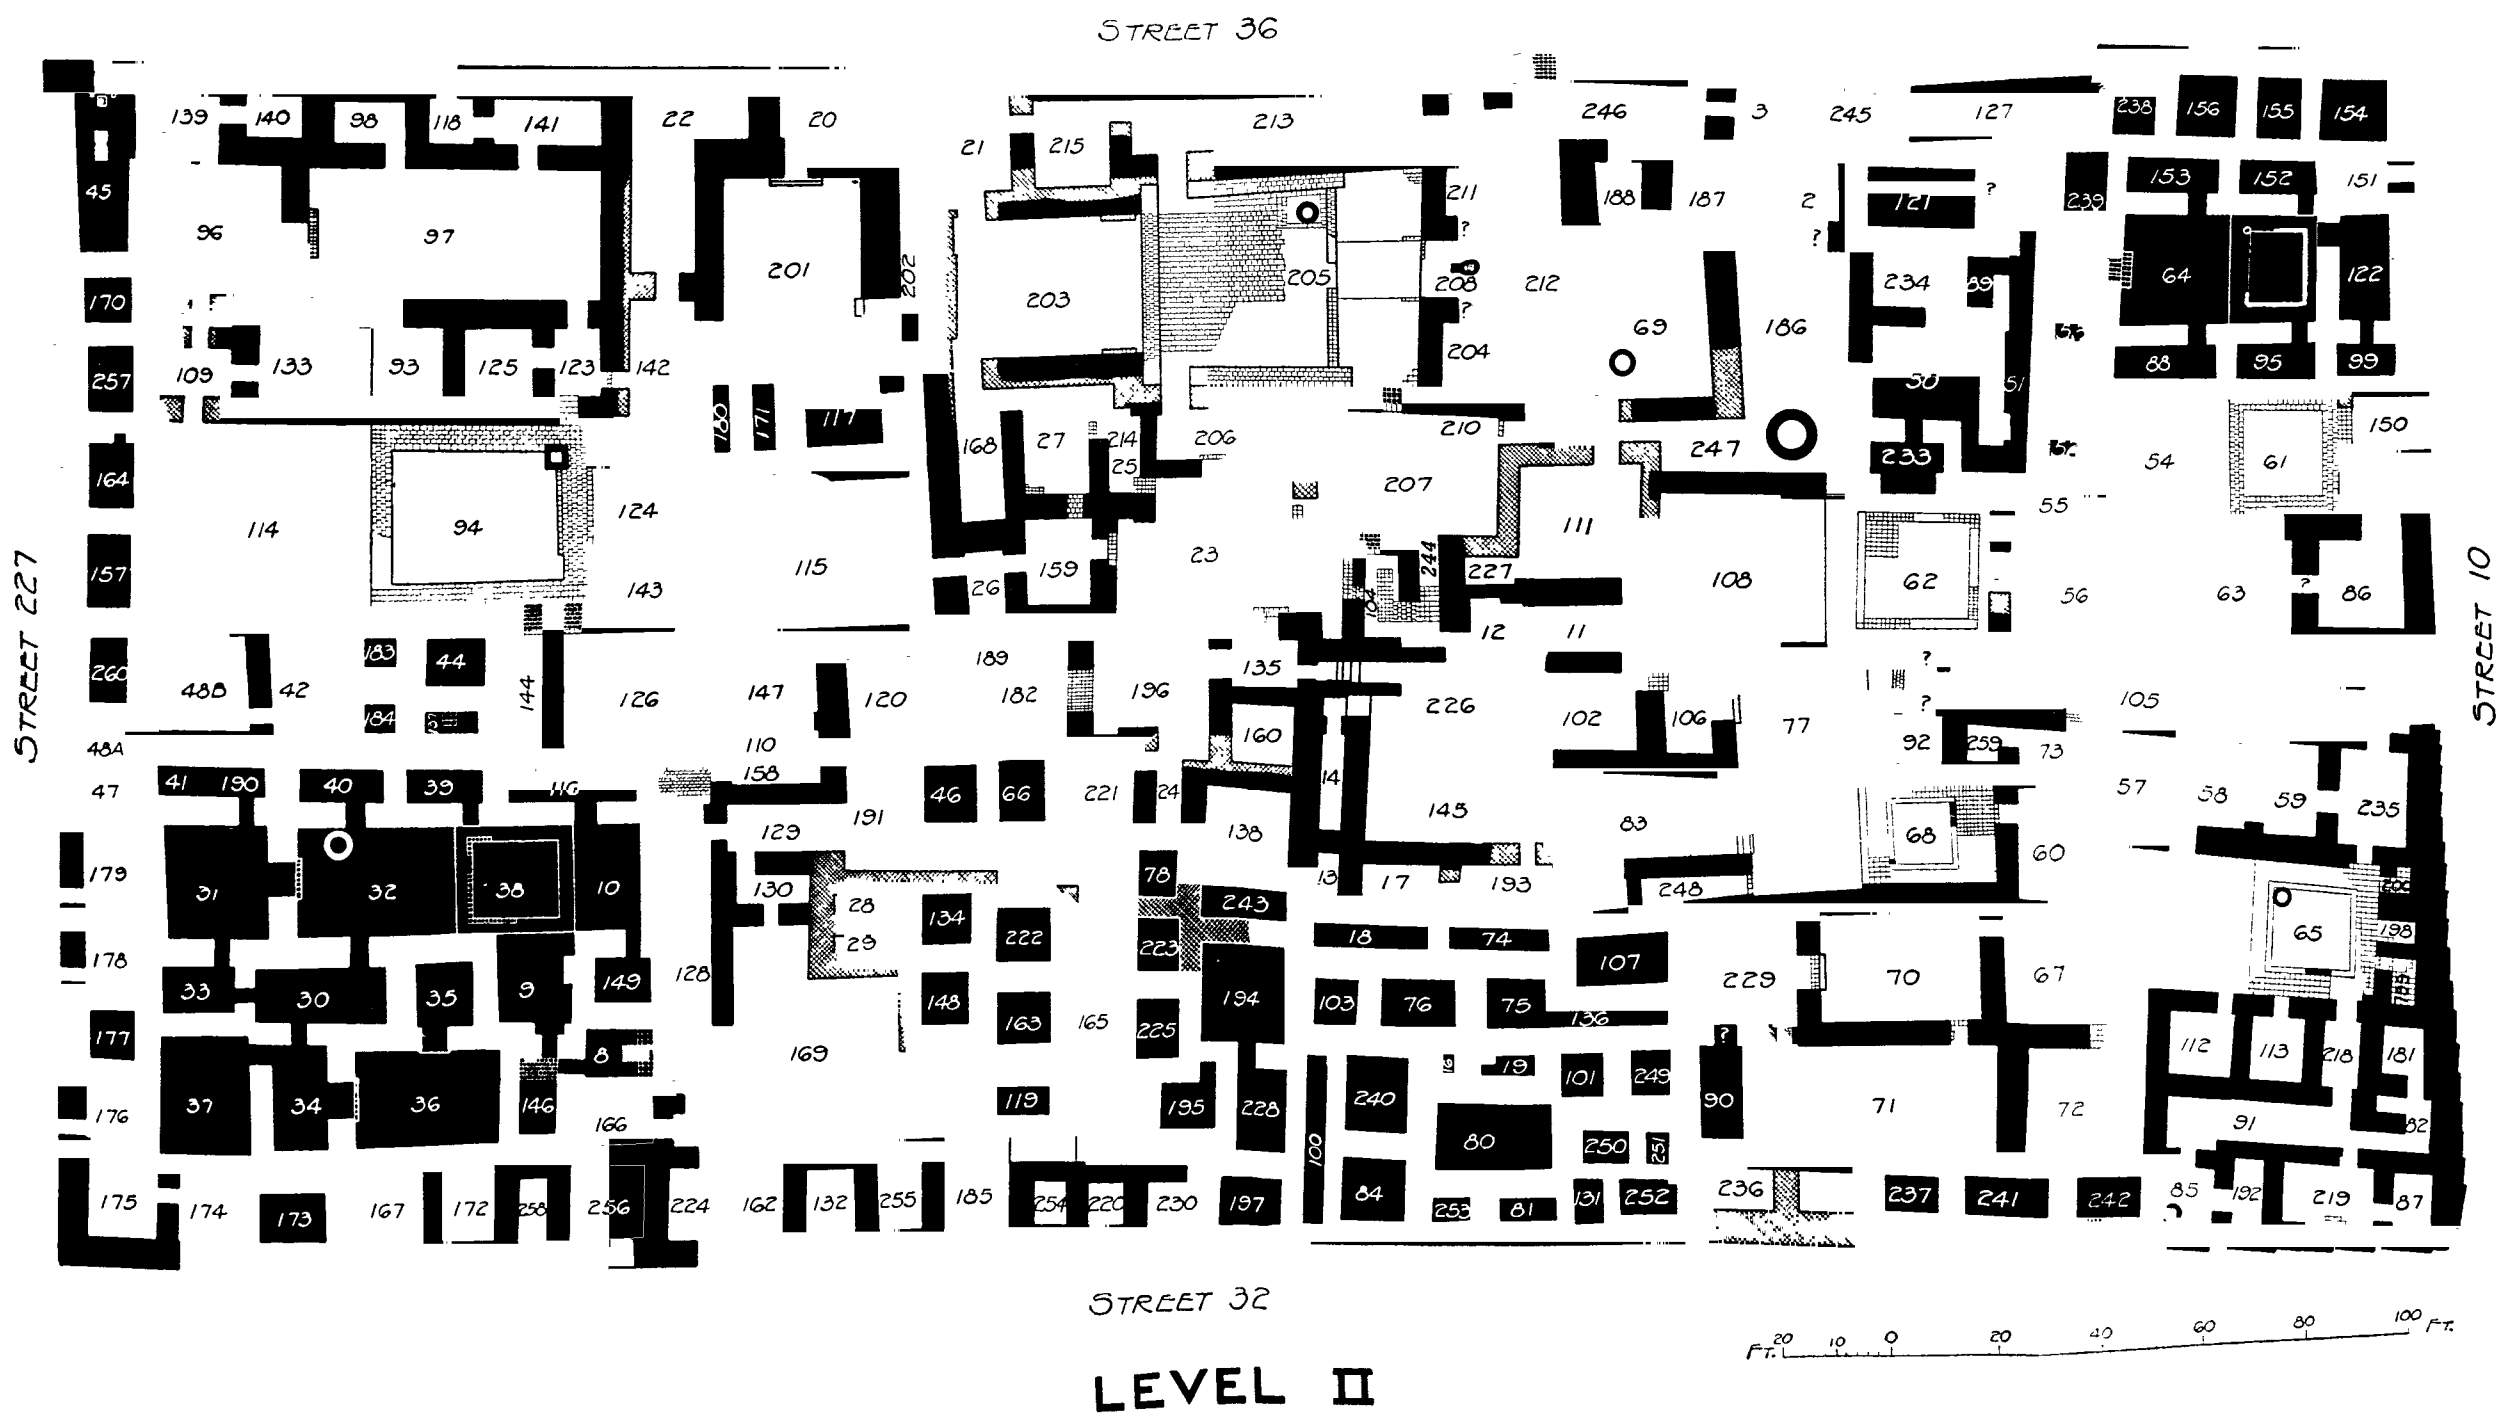 STREET 36
139 140 98 118 141 22 20 21 215 213 246 3 245 127 238 156 155 154
45 96 97 201 202 203 205 211 ? 208 ? 204 212 188 187 2 ? 121 ? 239 153 152 151
170 257 109 133 93 125 123 142 69 186 234 89 50 51 64 122 88 95 99
180 171 117 168 27 214 25 206 210 247 233 54 61 150
164 114 94 124 115 207 111 55
157 143 26 159 23 104 244 227 108 62 56 63 ? 86
STREET 227
STREET 10
260 48B 42 183 44 184 144 126 147 120 189 182 196 135 12 11 226 102 106 77 ? ? 105
48A 110 158 160 92 259 73
47 41 190 40 39 116 191 46 66 221 24 14 145 83 68 57 58 59 235
179 31 32 38 10 129 130 28 29 134 222 78 138 243 13 17 193 248 60
178 33 30 35 9 149 128 148 163 165 223 194 18 74 107 229 70 67 65 198
177 8 169 225 103 76 75 136 ? 112 113 218 181
176 37 34 36 146 166 119 195 228 100 240 19 101 249 80 250 251 90 71 72 91 82
175 174 173 167 172 258 256 224 162 132 255 185 254 220 230 197 84 253 81 131 252 236 237 241 242 85 192 219 87
STREET 32
FT. 20 10 0 20 40 60 80 100 FT.
LEVEL II